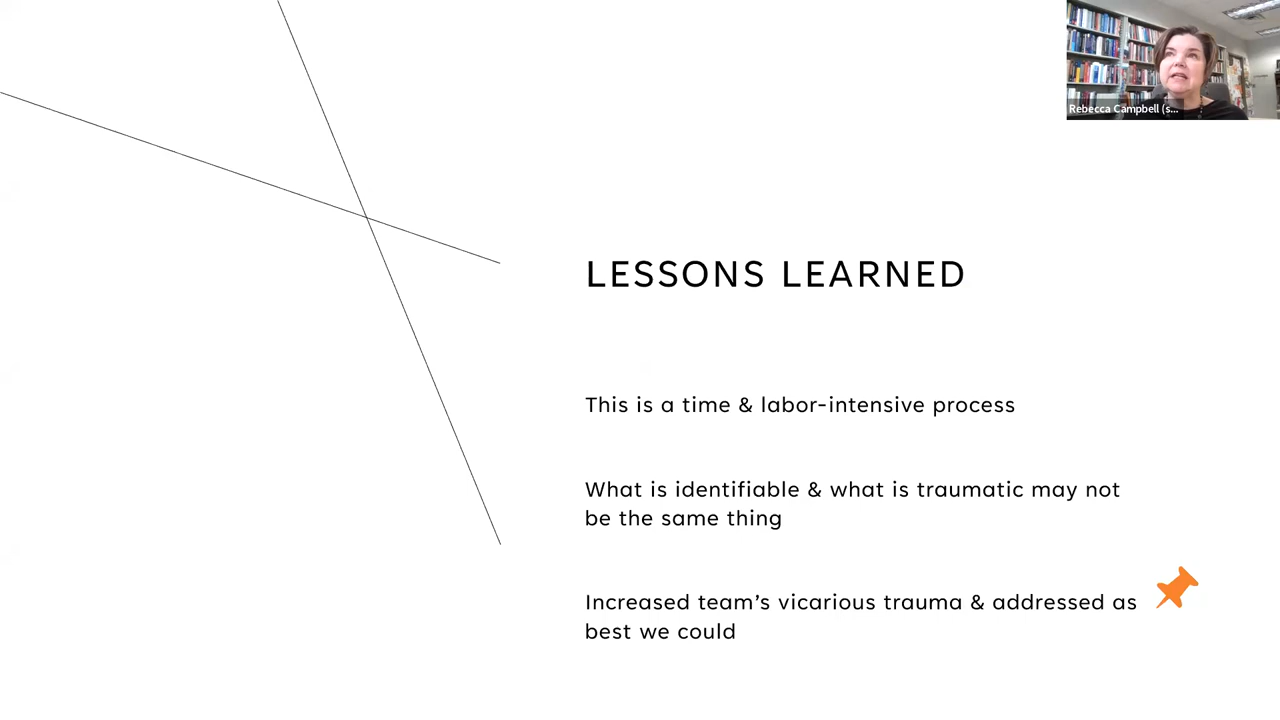 Rebecca Campbell (s...
LESSONS LEARNED
This is a time & labor-intensive process
What is identifiable & what is traumatic may not
be the same thing
Increased team's vicarious trauma & addressed as
best we could